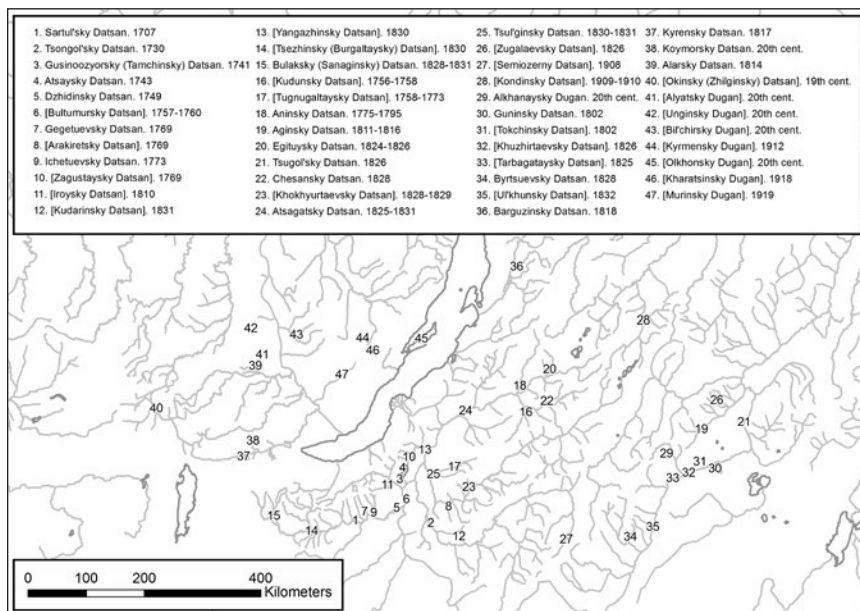 1. Sartul'sky Datsan. 1707
2. Tsongol'sky Datsan. 1730
3. Gusinoozyorsky (Tamchinsky) Datsan. 1741
4. Atsaysky Datsan. 1743
5. Dzhidinsky Datsan. 1749
6. [Bultumursky Datsan]. 1757-1760
7. Gegetuevsky Datsan. 1769
8. [Arakiretsky Datsan]. 1769
9. Ichetuevsky Datsan. 1773
10. [Zagustaysky Datsan]. 1769
11. [Iroysky Datsan]. 1810
12. [Kudarinsky Datsan]. 1831
13. [Yangazhinsky Datsan]. 1830
14. [Tsezhinsky (Burgaltaysky) Datsan]. 1830
15. Bulaksky (Sanaginsky) Datsan. 1828-1831
16. [Kudunsky Datsan]. 1756-1758
17. [Tugnugaltaysky Datsan]. 1758-1773
18. Aninsky Datsan. 1775-1795
19. Aginsky Datsan. 1811-1816
20. Egituysky Datsan. 1824-1826
21. Tsugol'sky Datsan. 1826
22. Chesansky Datsan. 1828
23. [Khokhyurtaevsky Datsan]. 1828-1829
24. Atsagatsky Datsan. 1825-1831
25. Tsul'ginsky Datsan. 1830-1831
26. [Zugalaevsky Datsan]. 1826
27. [Semiozerny Datsan]. 1908
28. [Kondinsky Datsan]. 1909-1910
29. Alkhanaysky Dugan. 20th cent.
30. Guninsky Datsan. 1802
31. [Tokchinsky Datsan]. 1802
32. [Khuzhirtaevsky Datsan]. 1826
33. [Tarbagataysky Datsan]. 1825
34. Byrtsuevsky Datsan. 1828
35. [Ul'khunsky Datsan]. 1832
36. Barguzinsky Datsan. 1818
37. Kyrensky Datsan. 1817
38. Koymorsky Datsan. 20th cent.
39. Alarsky Datsan. 1814
40. [Okinsky (Zhilginsky) Datsan]. 19th cent.
41. [Alyatsky Dugan]. 20th cent.
42. [Unginsky Dugan]. 20th cent.
43. [Bil'chirsky Dugan]. 20th cent.
44. [Kyrmensky Dugan]. 1912
45. [Olkhonsky Dugan]. 20th cent.
46. [Kharatsinsky Dugan]. 1918
47. [Murinsky Dugan]. 1919
36
28
42
43
44
45
46
41
39
47
20
18
22
26
40
24
16
19
21
38
37
13
10
29
31
4
17
30
3
25
33
32
11
23
6
5
8
15
7
9
1
2
35
14
12
27
34
0 100 200 400
Kilometers